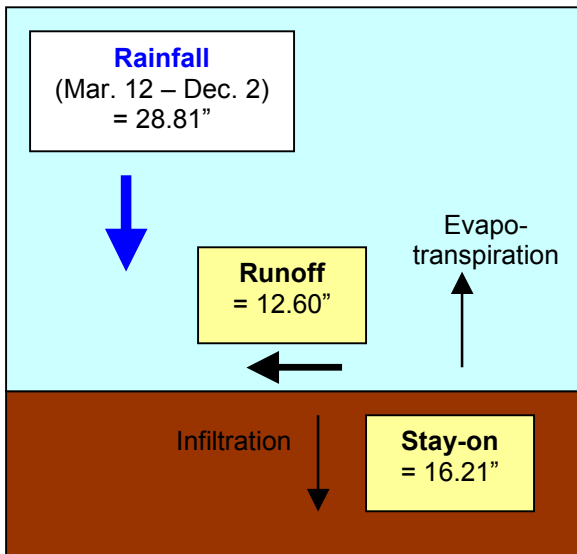 Rainfall
(Mar. 12 – Dec. 2)
= 28.81”
Evapo-
transpiration
Runoff
= 12.60”
Infiltration
Stay-on
= 16.21”